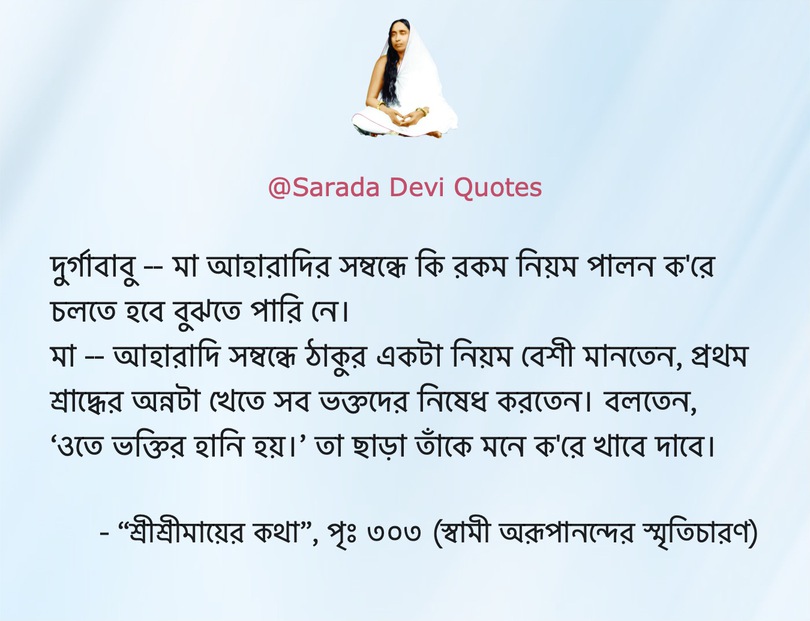 @Sarada Devi Quotes
দুর্গাবাবু -- মা আহারাদির সম্বন্ধে কি রকম নিয়ম পালন ক'রে
চলতে হবে বুঝতে পারি নে।
মা -- আহারাদি সম্বন্ধে ঠাকুর একটা নিয়ম বেশী মানতেন, প্রথম
শ্রাদ্ধের অন্নটা খেতে সব ভক্তদের নিষেধ করতেন। বলতেন,
‘ওতে ভক্তির হানি হয়।’ তা ছাড়া তাঁকে মনে ক'রে খাবে দাবে।
- “শ্রীশ্রীমায়ের কথা”, পৃঃ ৩০৩ (স্বামী অরূপানন্দের স্মৃতিচারণ)